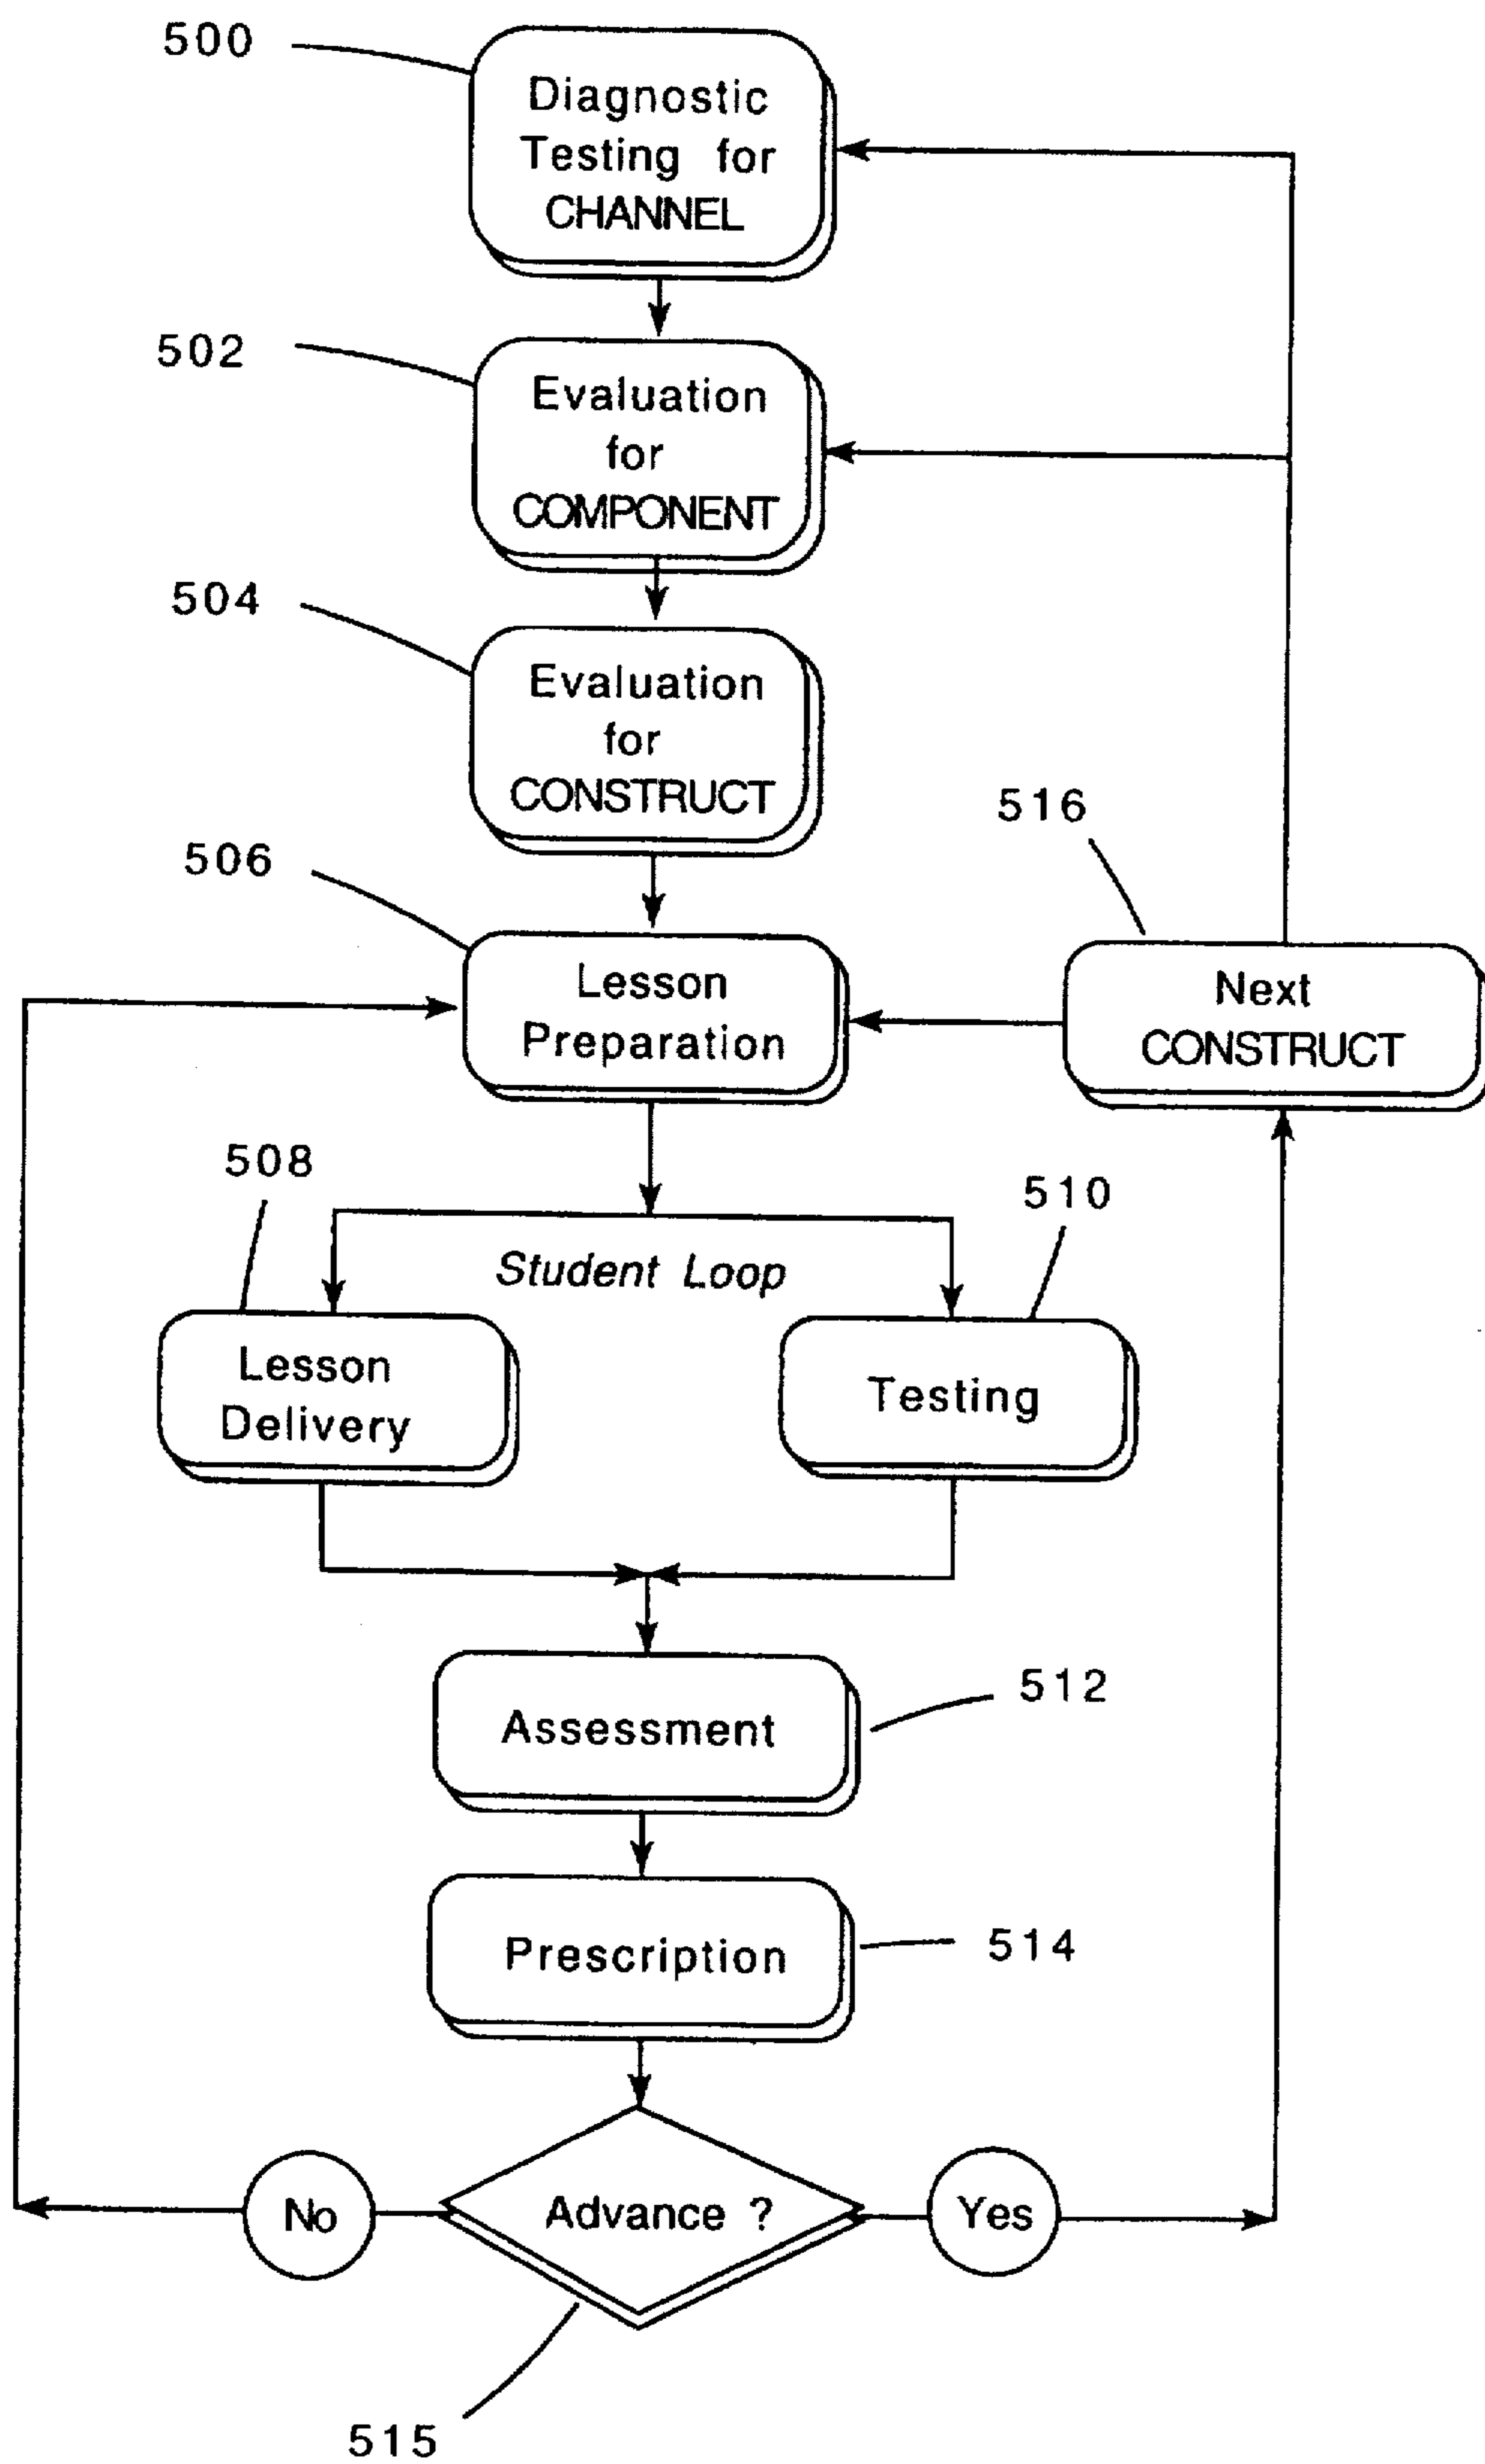 500
Diagnostic
Testing for
CHANNEL
502
Evaluation
for
COMPONENT
504
Evaluation
for
CONSTRUCT
516
506
Lesson
Preparation
Next
CONSTRUCT
508
510
Student Loop
Lesson
Delivery
Testing
512
Assessment
514
Prescription
No
Advance ?
Yes
515